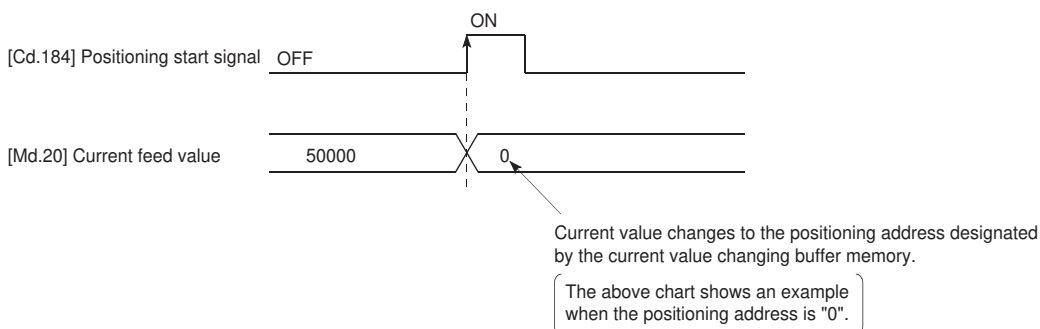 ON
[Cd.184] Positioning start signal OFF
[Md.20] Current feed value 50000 0
Current value changes to the positioning address designated
by the current value changing buffer memory.
The above chart shows an example
when the positioning address is "0".